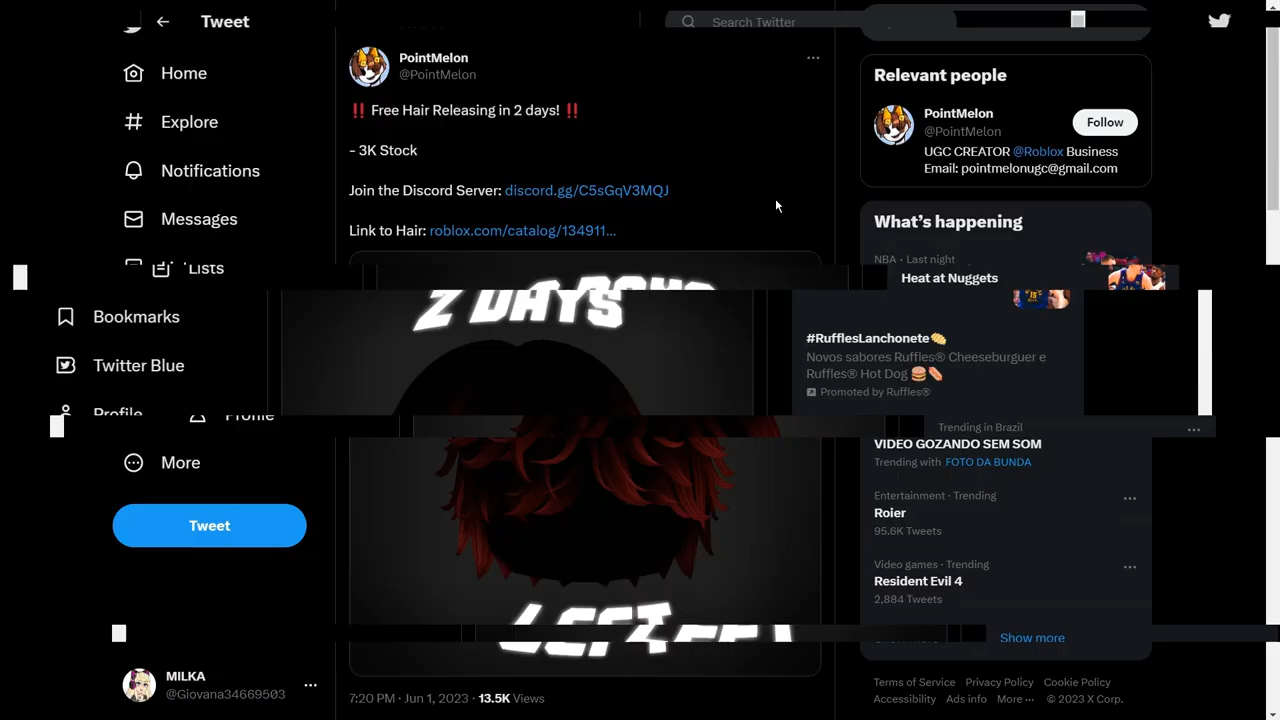 Tweet
Search Twitter
Home
Explore
Notifications
Messages
Lists
Bookmarks
Twitter Blue
Profile
Profile
More
Tweet
MILKA
@Giovana34669503
PointMelon
@PointMelon
‼️ Free Hair Releasing in 2 days! ‼️
- 3K Stock
Join the Discord Server: discord.gg/C5sGqV3MQJ
Link to Hair: roblox.com/catalog/134911...
2 DAYS
LEFT
7:20 PM · Jun 1, 2023 · 13.5K Views
Relevant people
PointMelon
@PointMelon
Follow
UGC CREATOR @Roblox Business
Email: pointmelonugc@gmail.com
What's happening
NBA · Last night
Heat at Nuggets
#RufflesLanchonete
Novos sabores Ruffles® Cheeseburguer e
Ruffles® Hot Dog 🍔🌭
Promoted by Ruffles®
Trending in Brazil
VIDEO GOZANDO SEM SOM
Trending with FOTO DA BUNDA
Entertainment · Trending
Roier
95.6K Tweets
Video games · Trending
Resident Evil 4
2,884 Tweets
Show more
Terms of Service Privacy Policy Cookie Policy
Accessibility Ads info More ··· © 2023 X Corp.